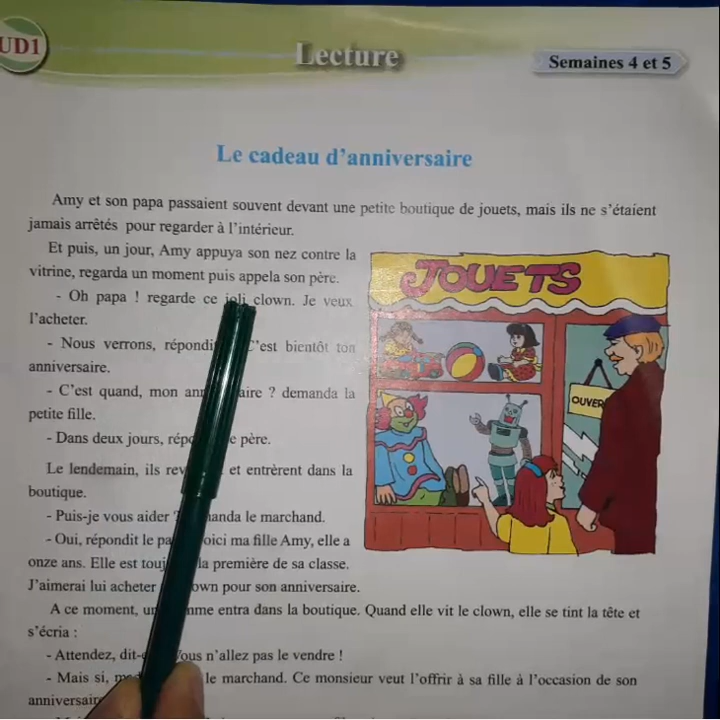 UD1
Lecture
Semaines 4 et 5
Le cadeau d'anniversaire
Amy et son papa passaient souvent devant une petite boutique de jouets, mais ils ne s'étaient
jamais arrêtés pour regarder à l'intérieur.
Et puis, un jour, Amy appuya son nez contre la
vitrine, regarda un moment puis appela son père.
- Oh papa ! regarde ce joli clown. Je veux
l'acheter.
- Nous verrons, répondit C'est bientôt ton
anniversaire.
- C'est quand, mon anniversaire ? demanda la
petite fille.
- Dans deux jours, père.
Le lendemain, ils et entrèrent dans la
boutique.
- Puis-je vous aider ? demanda le marchand.
- Oui, répondit le voici ma fille Amy, elle a
onze ans. Elle est la première de sa classe.
J'aimerai lui acheter clown pour son anniversaire.
A ce moment, entra dans la boutique. Quand elle vit le clown, elle se tint la tête et
s'écria :
- Attendez, Vous n'allez pas le vendre !
- Mais si, le marchand. Ce monsieur veut l'offrir à sa fille à l'occasion de son
JOUETS
OUVER